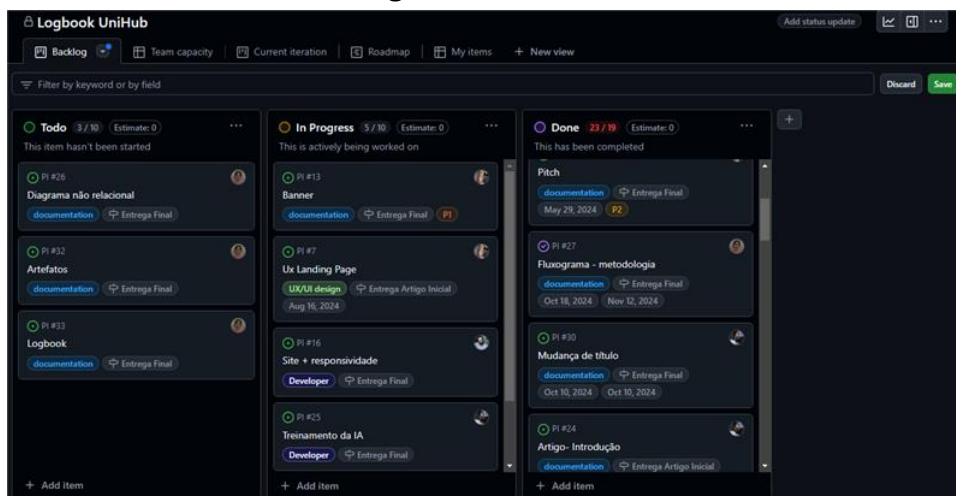 Logbook UniHub
Add status update
Backlog
Team capacity
Current iteration
Roadmap
My items
+ New view
Filter by keyword or by field
Discard
Save
Todo 3 / 10 Estimate: 0
This item hasn't been started
PI #26
Diagrama não relacional
documentation Entrega Final
PI #32
Artefatos
documentation Entrega Final
PI #33
Logbook
documentation Entrega Final
+ Add item
In Progress 5 / 10 Estimate: 0
This is actively being worked on
PI #13
Banner
documentation Entrega Final P1
PI #7
Ux Landing Page
UX/UI design Entrega Artigo Inicial
Aug 16, 2024
PI #16
Site + responsividade
Developer Entrega Final
PI #25
Treinamento da IA
Developer Entrega Final
+ Add item
Done 23 / 19 Estimate: 0
This has been completed
Pitch
documentation Entrega Final
May 29, 2024 P2
PI #27
Fluxograma - metodologia
documentation Entrega Final
Oct 18, 2024 Nov 12, 2024
PI #30
Mudança de título
documentation Entrega Final
Oct 10, 2024 Oct 10, 2024
PI #24
Artigo- Introdução
documentation Entrega Artigo Inicial
+ Add item